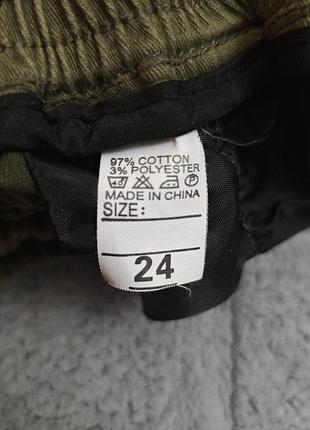 97% COTTON
3% POLYESTER
MADE IN CHINA
SIZE:
24